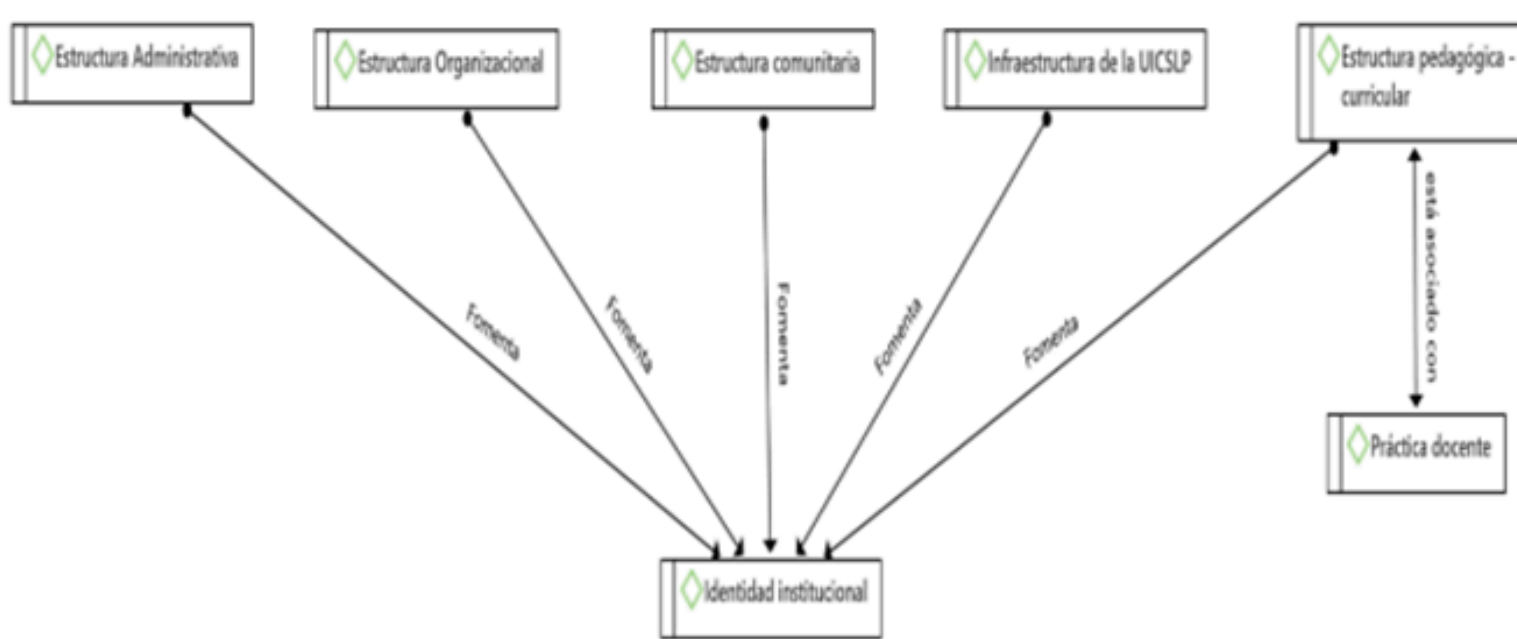 Estructura Administrativa
Estructura Organizacional
Estructura comunitaria
Infraestructura de la UICSLP
Estructura pedagógica -
curricular
Fomenta
Fomenta
Fomenta
Fomenta
Fomenta
está asociado con
Práctica docente
Identidad institucional